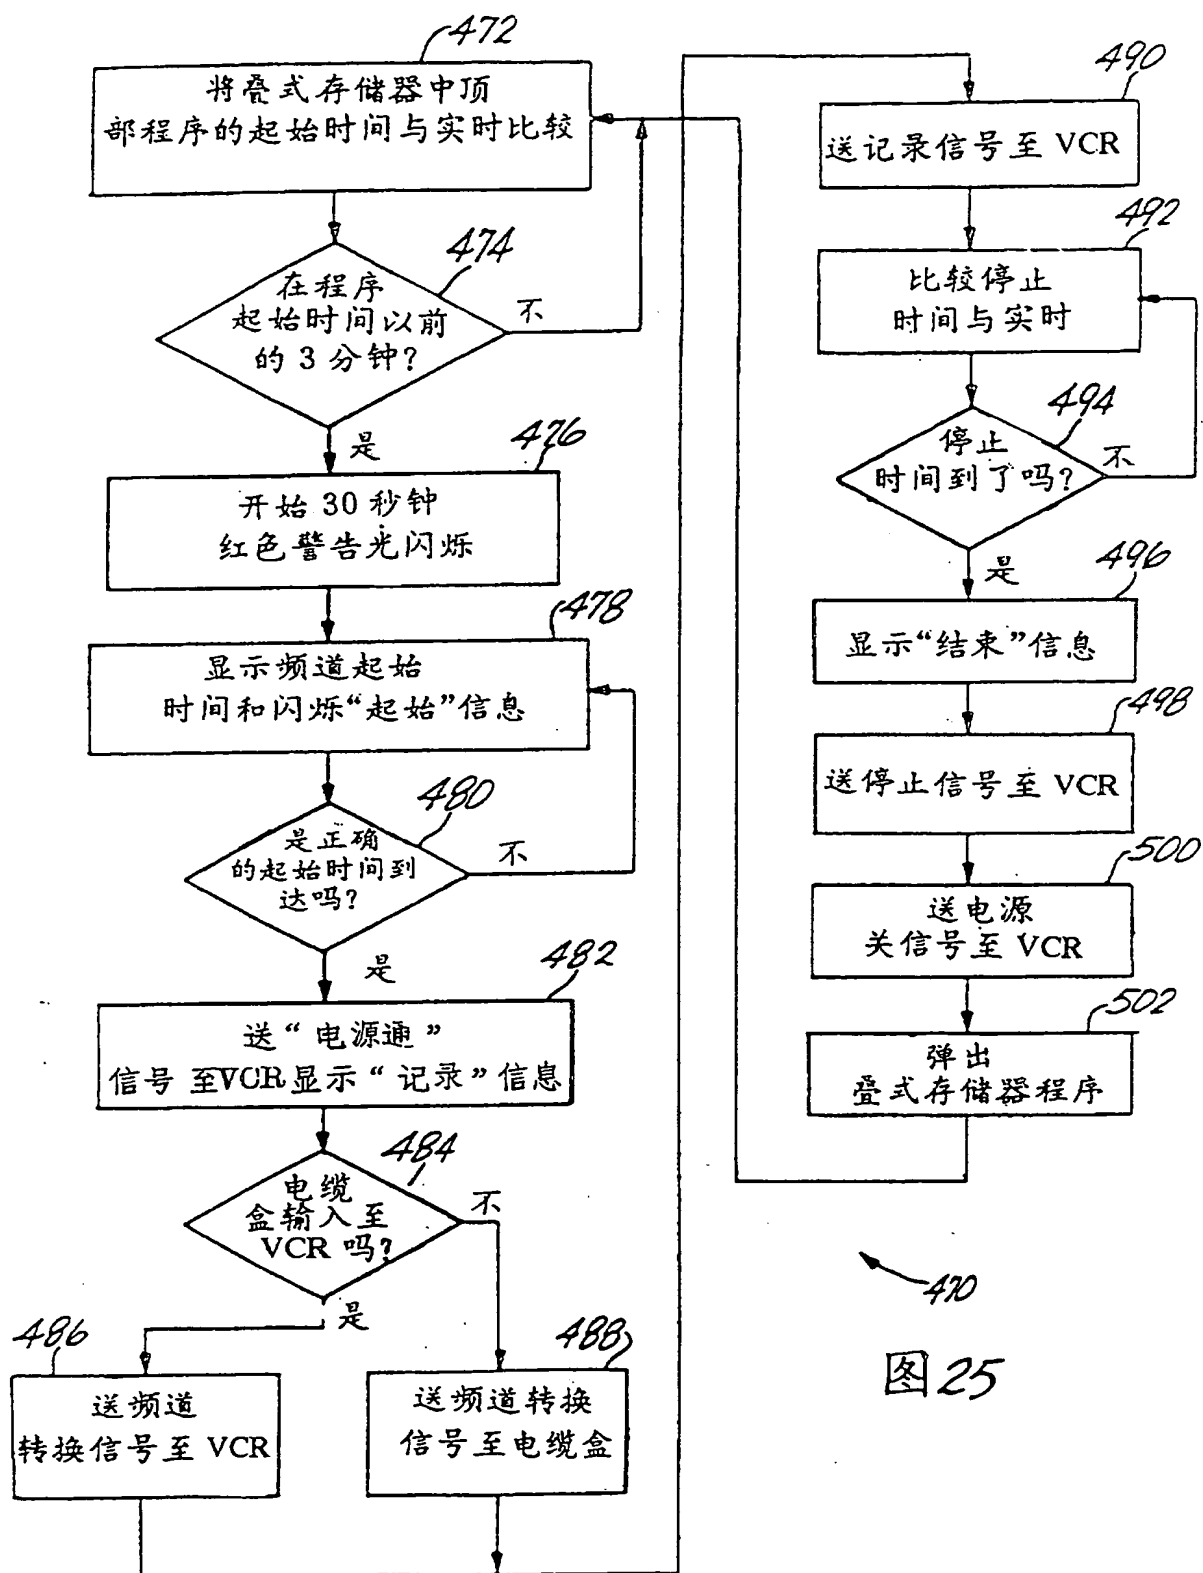 472
将叠式存储器中顶
部程序的起始时间与实时比较
474
在程序
起始时间以前
的 3 分钟?
不
是
476
开始 30 秒钟
红色警告光闪烁
478
显示频道起始
时间和闪烁“起始”信息
480
是正确
的起始时间到
达吗?
不
是
482
送“电源通”
信号 至VCR显示“记录”信息
484
电缆
盒输入至
VCR 吗?
不
是
486
送频道
转换信号至 VCR
488
送频道转换
信号至电缆盒
490
送记录信号至 VCR
492
比较停止
时间与实时
494
停止
时间到了吗?
不
是
496
显示“结束”信息
498
送停止信号至 VCR
500
送电源
关信号至 VCR
502
弹出
叠式存储器程序
470
图25